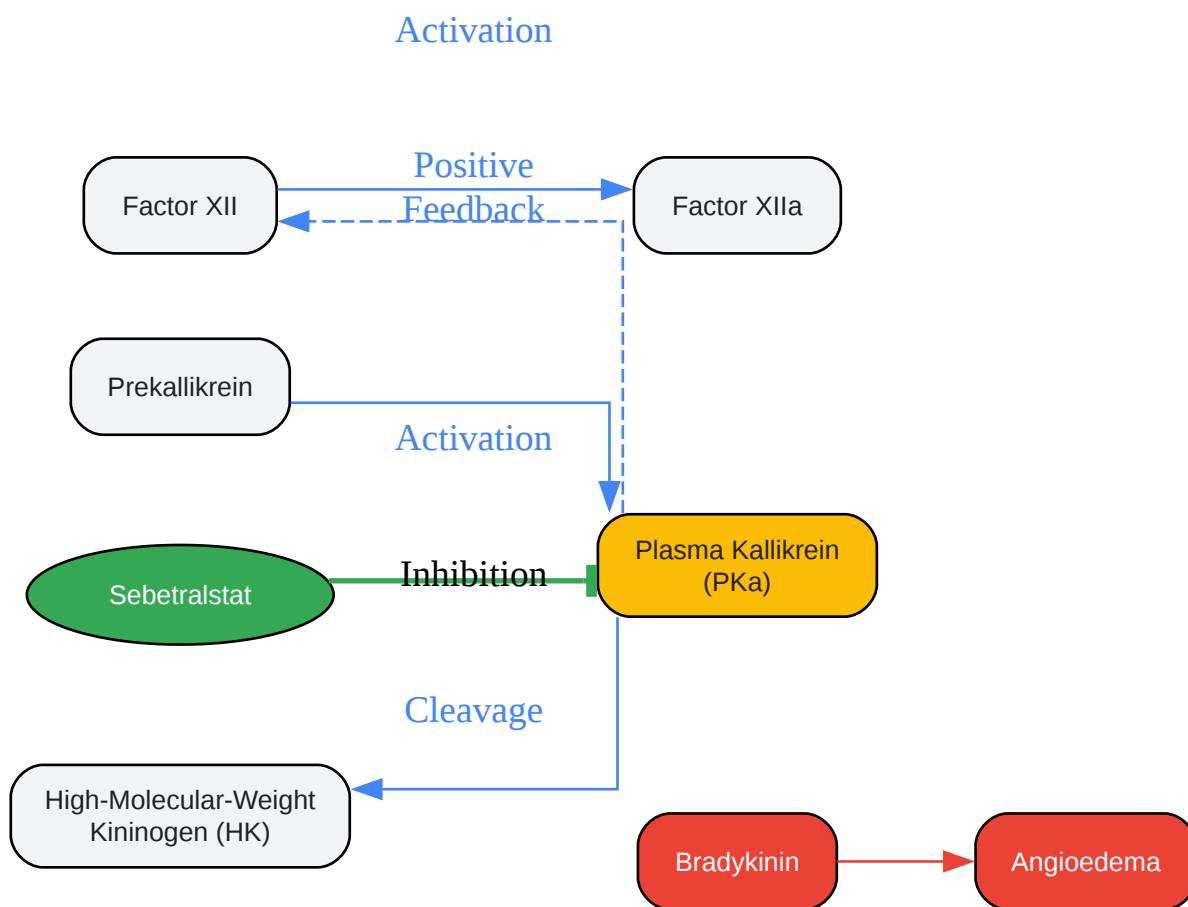 Activation
Positive
Feedback
Factor XII
Factor XIIa
Prekallikrein
Activation
Plasma Kallikrein
(PKa)
Inhibition
Sebetralstat
Cleavage
High-Molecular-Weight
Kininogen (HK)
Bradykinin
Angioedema